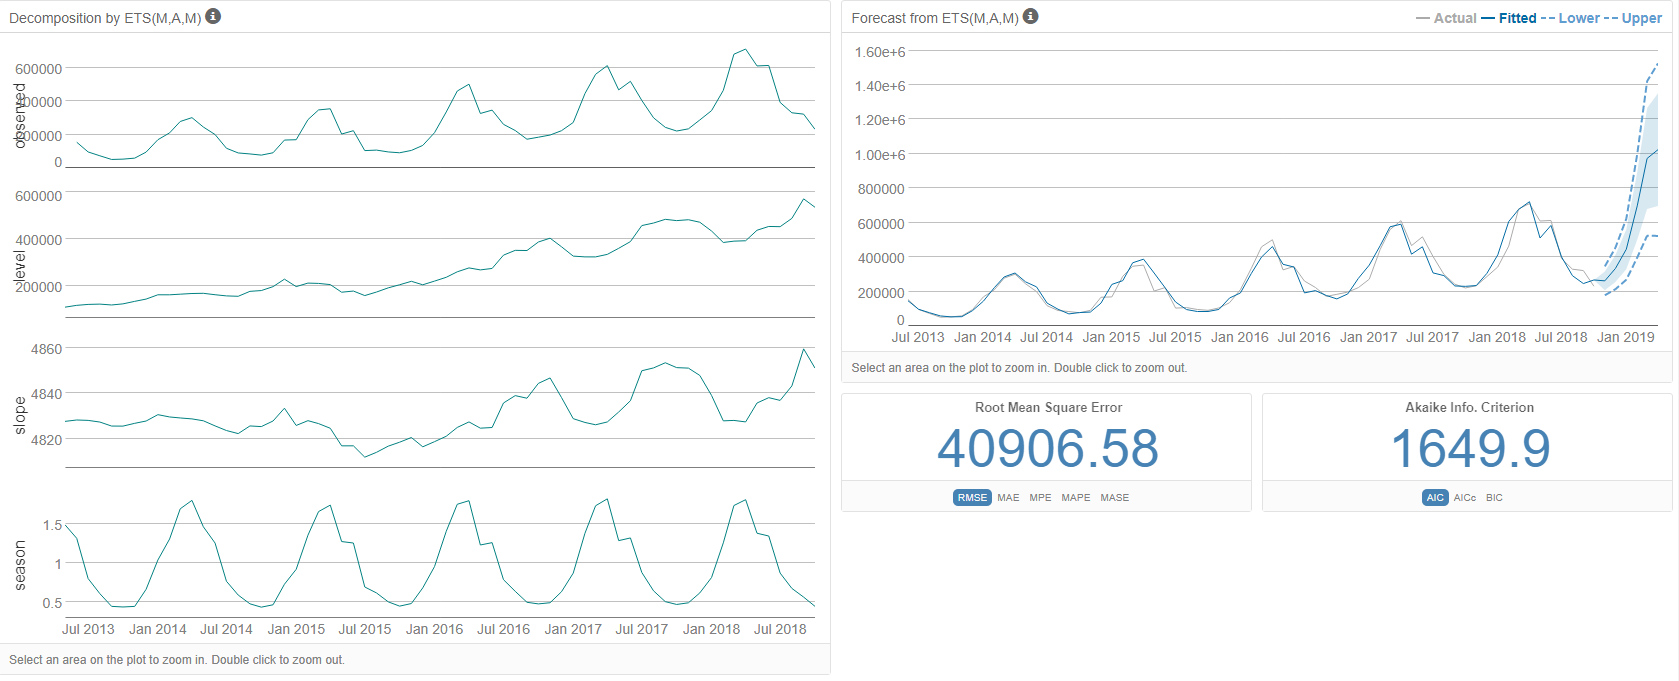 Decomposition by ETS(M,A,M)
observed
600000
400000
200000
0
level
600000
400000
200000
slope
4860
4840
4820
season
1.5
1
0.5
Jul 2013 Jan 2014 Jul 2014 Jan 2015 Jul 2015 Jan 2016 Jul 2016 Jan 2017 Jul 2017 Jan 2018 Jul 2018
Select an area on the plot to zoom in. Double click to zoom out.
Forecast from ETS(M,A,M)
Actual Fitted Lower Upper
1.60e+6
1.40e+6
1.20e+6
1.00e+6
800000
600000
400000
200000
0
Jul 2013 Jan 2014 Jul 2014 Jan 2015 Jul 2015 Jan 2016 Jul 2016 Jan 2017 Jul 2017 Jan 2018 Jul 2018 Jan 2019
Select an area on the plot to zoom in. Double click to zoom out.
Root Mean Square Error
40906.58
RMSE MAE MPE MAPE MASE
Akaike Info. Criterion
1649.9
AIC AICc BIC